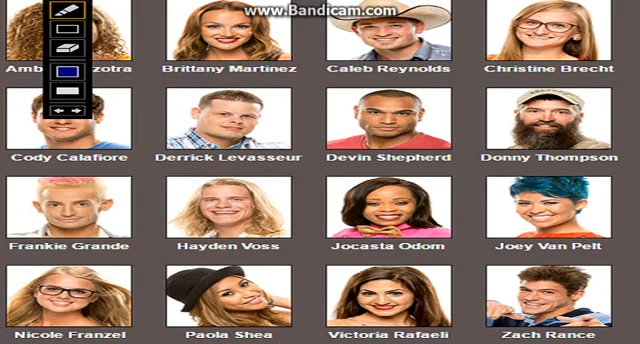 www.Bandicam.com
Brittany Martinez
Caleb Reynolds
Christine Brecht
Cody Calafiore
Derrick Levasseur
Devin Shepherd
Donny Thompson
Frankie Grande
Hayden Voss
Jocasta Odom
Joey Van Pelt
Nicole Franzel
Paola Shea
Victoria Rafaeli
Zach Rance